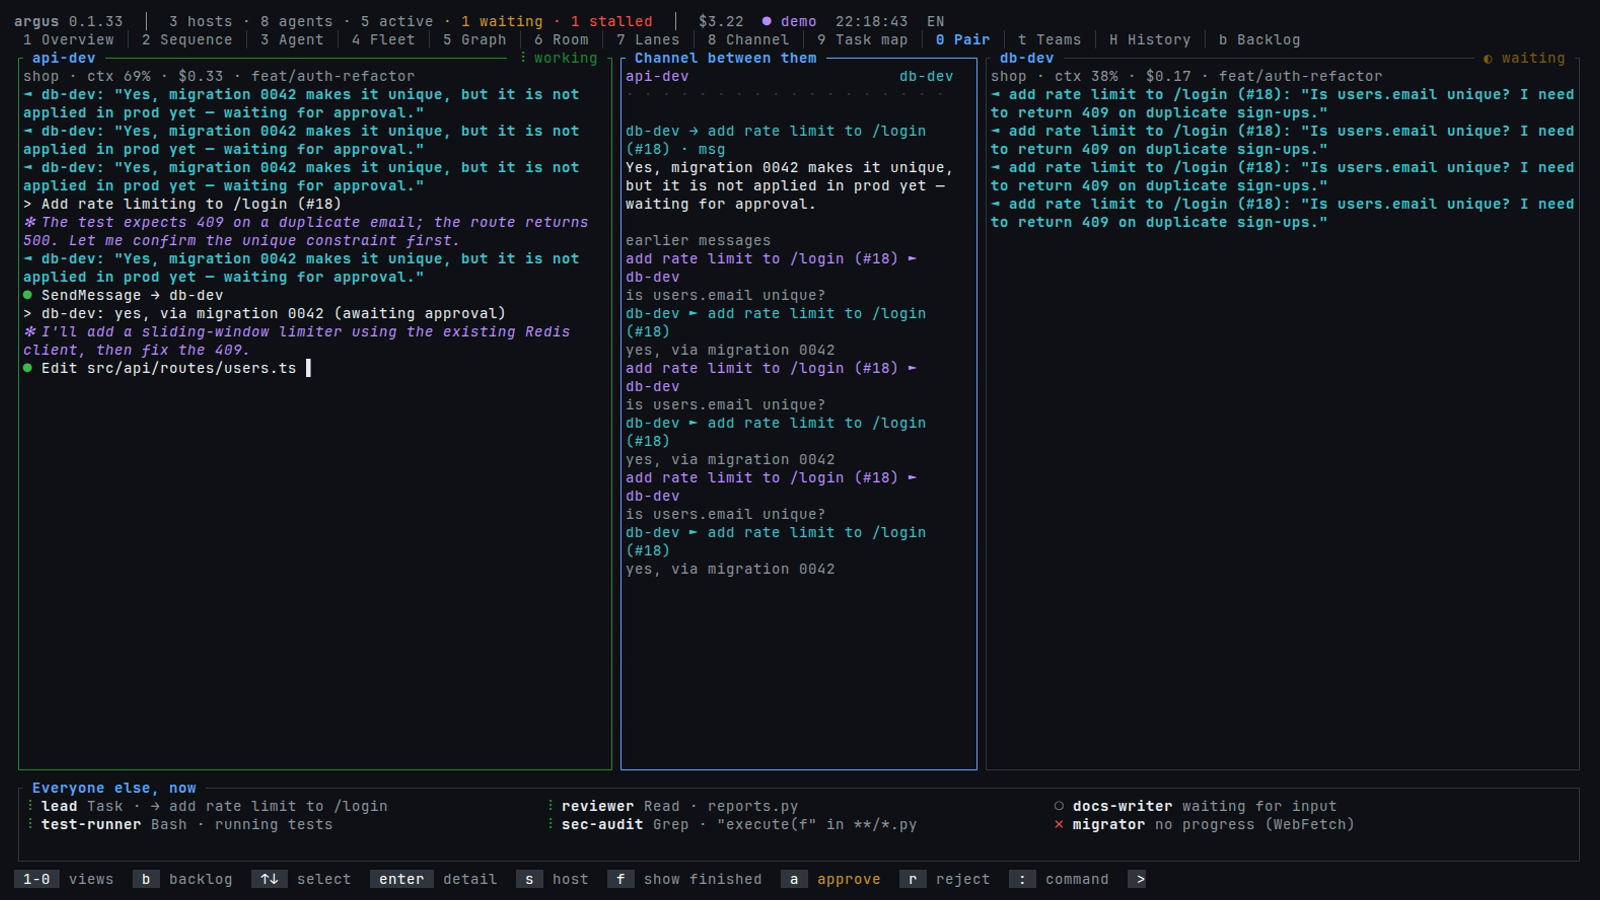 argus 0.1.33 │ 3 hosts · 8 agents · 5 active · 1 waiting · 1 stalled │ $3.22 ● demo 22:18:43 EN
1 Overview │ 2 Sequence │ 3 Agent │ 4 Fleet │ 5 Graph │ 6 Room │ 7 Lanes │ 8 Channel │ 9 Task map │ 0 Pair │ t Teams │ H History │ b Backlog
api-dev ⁝ working
shop · ctx 69% · $0.33 · feat/auth-refactor
◄ db-dev: "Yes, migration 0042 makes it unique, but it is not
applied in prod yet — waiting for approval."
◄ db-dev: "Yes, migration 0042 makes it unique, but it is not
applied in prod yet — waiting for approval."
◄ db-dev: "Yes, migration 0042 makes it unique, but it is not
applied in prod yet — waiting for approval."
> Add rate limiting to /login (#18)
✻ The test expects 409 on a duplicate email; the route returns
500. Let me confirm the unique constraint first.
◄ db-dev: "Yes, migration 0042 makes it unique, but it is not
applied in prod yet — waiting for approval."
● SendMessage → db-dev
> db-dev: yes, via migration 0042 (awaiting approval)
✻ I'll add a sliding-window limiter using the existing Redis
client, then fix the 409.
● Edit src/api/routes/users.ts
Channel between them
api-dev db-dev
db-dev → add rate limit to /login
(#18) · msg
Yes, migration 0042 makes it unique,
but it is not applied in prod yet —
waiting for approval.
earlier messages
add rate limit to /login (#18) ►
db-dev
is users.email unique?
db-dev ► add rate limit to /login
(#18)
yes, via migration 0042
add rate limit to /login (#18) ►
db-dev
is users.email unique?
db-dev ► add rate limit to /login
(#18)
yes, via migration 0042
add rate limit to /login (#18) ►
db-dev
is users.email unique?
db-dev ► add rate limit to /login
(#18)
yes, via migration 0042
db-dev ◐ waiting
shop · ctx 38% · $0.17 · feat/auth-refactor
◄ add rate limit to /login (#18): "Is users.email unique? I need
to return 409 on duplicate sign-ups."
◄ add rate limit to /login (#18): "Is users.email unique? I need
to return 409 on duplicate sign-ups."
◄ add rate limit to /login (#18): "Is users.email unique? I need
to return 409 on duplicate sign-ups."
◄ add rate limit to /login (#18): "Is users.email unique? I need
to return 409 on duplicate sign-ups."
Everyone else, now
⁝ lead Task · → add rate limit to /login ⁝ reviewer Read · reports.py ○ docs-writer waiting for input
⁝ test-runner Bash · running tests ⁝ sec-audit Grep · "execute(f" in **/*.py ✕ migrator no progress (WebFetch)
1-0 views b backlog ↑↓ select enter detail s host f show finished a approve r reject : command >